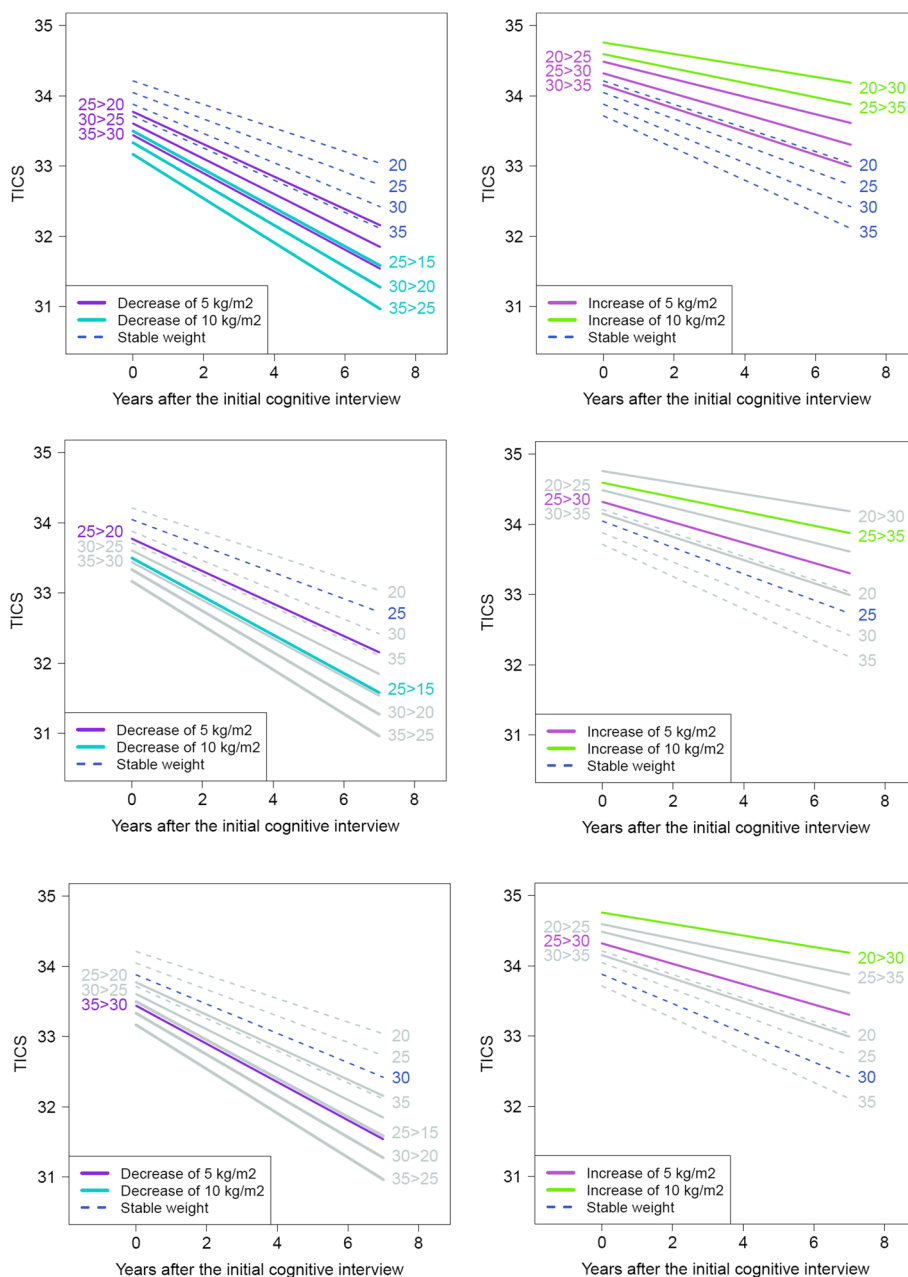 35
34
33
32
31
TICS
25>20
30>25
35>30
20
25
30
35
25>15
30>20
35>25
Decrease of 5 kg/m2
Decrease of 10 kg/m2
Stable weight
0 2 4 6 8
Years after the initial cognitive interview
35
34
33
32
31
TICS
20>25
25>30
30>35
20>30
25>35
20
25
30
35
Increase of 5 kg/m2
Increase of 10 kg/m2
Stable weight
0 2 4 6 8
Years after the initial cognitive interview
35
34
33
32
31
TICS
25>20
30>25
35>30
20
25
30
35
25>15
30>20
35>25
Decrease of 5 kg/m2
Decrease of 10 kg/m2
Stable weight
0 2 4 6 8
Years after the initial cognitive interview
35
34
33
32
31
TICS
20>25
25>30
30>35
20>30
25>35
20
25
30
35
Increase of 5 kg/m2
Increase of 10 kg/m2
Stable weight
0 2 4 6 8
Years after the initial cognitive interview
35
34
33
32
31
TICS
25>20
30>25
35>30
20
25
30
35
25>15
30>20
35>25
Decrease of 5 kg/m2
Decrease of 10 kg/m2
Stable weight
0 2 4 6 8
Years after the initial cognitive interview
35
34
33
32
31
TICS
20>25
25>30
30>35
20>30
25>35
20
25
30
35
Increase of 5 kg/m2
Increase of 10 kg/m2
Stable weight
0 2 4 6 8
Years after the initial cognitive interview